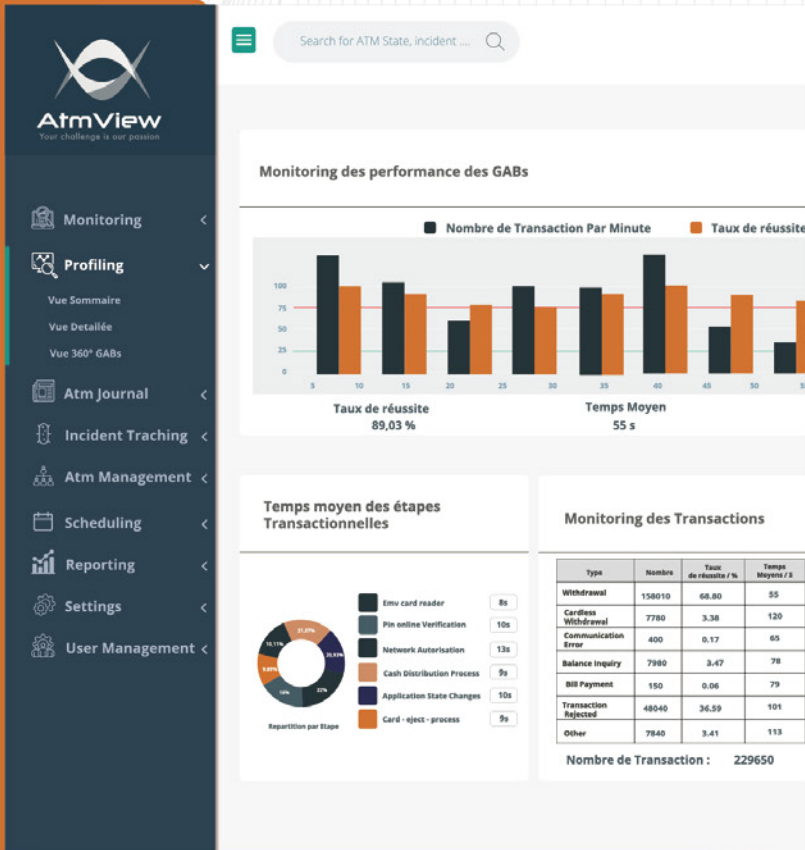 Search for ATM State, incident ....
AtmView
Your challenge is our passion
Monitoring
Profiling
Vue Sommaire
Vue Detailée
Vue 360° GABs
Atm Journal
Incident Traching
Atm Management
Scheduling
Reporting
Settings
User Management
Monitoring des performance des GABs
Nombre de Transaction Par Minute Taux de réussite
100
75
50
25
0
5 10 15 20 25 30 35 40 45 50
Taux de réussite
89,03 %
Temps Moyen
55 s
Temps moyen des étapes
Transactionnelles
Emv card reader 8s
Pin online Verification 10s
Network Autorisation 13s
Cash Distribution Process 9s
Application State Changes 10s
Card - eject - process 9s
Repartition par Etape
Monitoring des Transactions
Type Nombre Taux de réussite / % Temps Moyens / S
Withdrawal 158010 68.80 55
Cardless Withdrawal 7780 3.38 120
Communication Error 400 0.17 65
Balance Inquiry 7980 3.47 78
Bill Payment 150 0.06 79
Transaction Rejected 48040 36.59 101
Other 7840 3.41 113
Nombre de Transaction : 229650